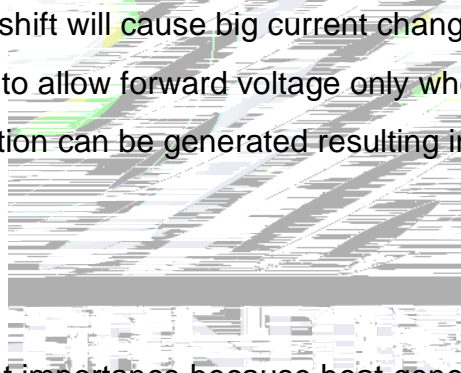 shift will cause big current chang
to allow forward voltage only wh
tion can be generated resulting i
t importance because heat gene